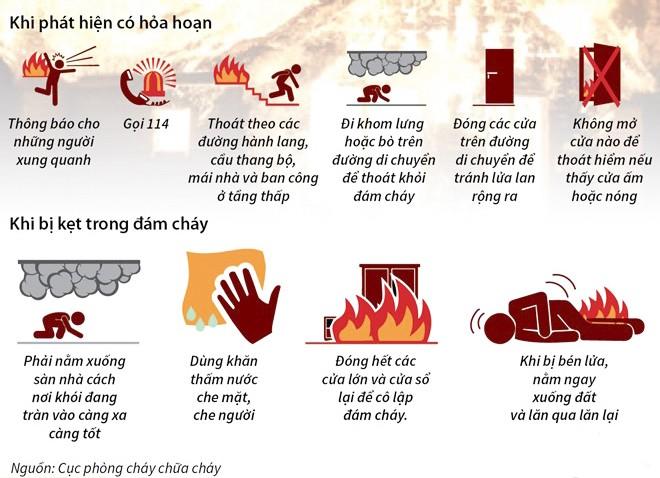 Khi phát hiện có hỏa hoạn
Thông báo cho
những người
xung quanh
Gọi 114
Thoát theo các
đường hành lang,
cầu thang bộ,
mái nhà và ban công
ở tầng thấp
Đi khom lưng
hoặc bò trên
đường di chuyển
để thoát khỏi
đám cháy
Đóng các cửa
trên đường
di chuyển để
tránh lửa lan
rộng ra
Không mở
cửa nào để
thoát hiểm nếu
thấy cửa ấm
hoặc nóng
Khi bị kẹt trong đám cháy
Phải nằm xuống
sàn nhà cách
nơi khói đang
tràn vào càng xa
càng tốt
Dùng khăn
thấm nước
che mặt,
che người
Đóng hết các
cửa lớn và cửa sổ
lại để cô lập
đám cháy.
Khi bị bén lửa,
nằm ngay
xuống đất
và lăn qua lăn lại
Nguồn: Cục phòng cháy chữa cháy